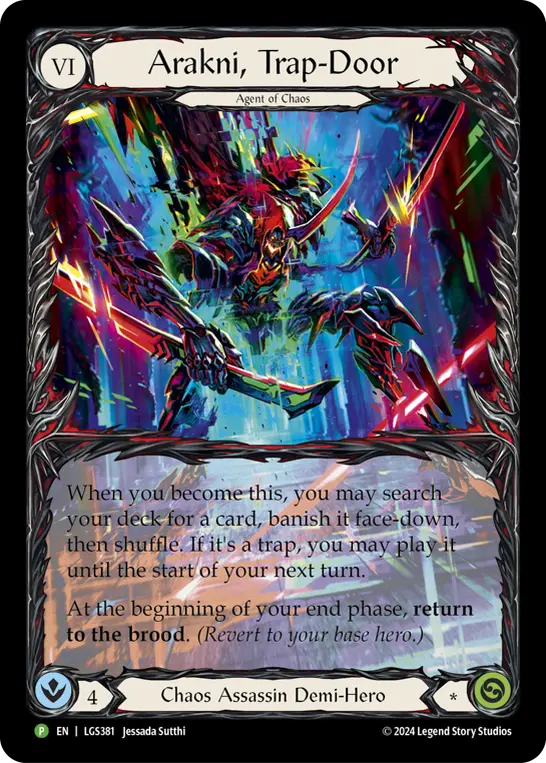 VI
Arakni, Trap-Door
Agent of Chaos
When you become this, you may search
your deck for a card, banish it face-down,
then shuffle. If it's a trap, you may play it
until the start of your next turn.
At the beginning of your end phase, return
to the brood. (Revert to your base hero.)
4
Chaos Assassin Demi-Hero
*
P EN | LGS381 Jessada Sutthi
© 2024 Legend Story Studios